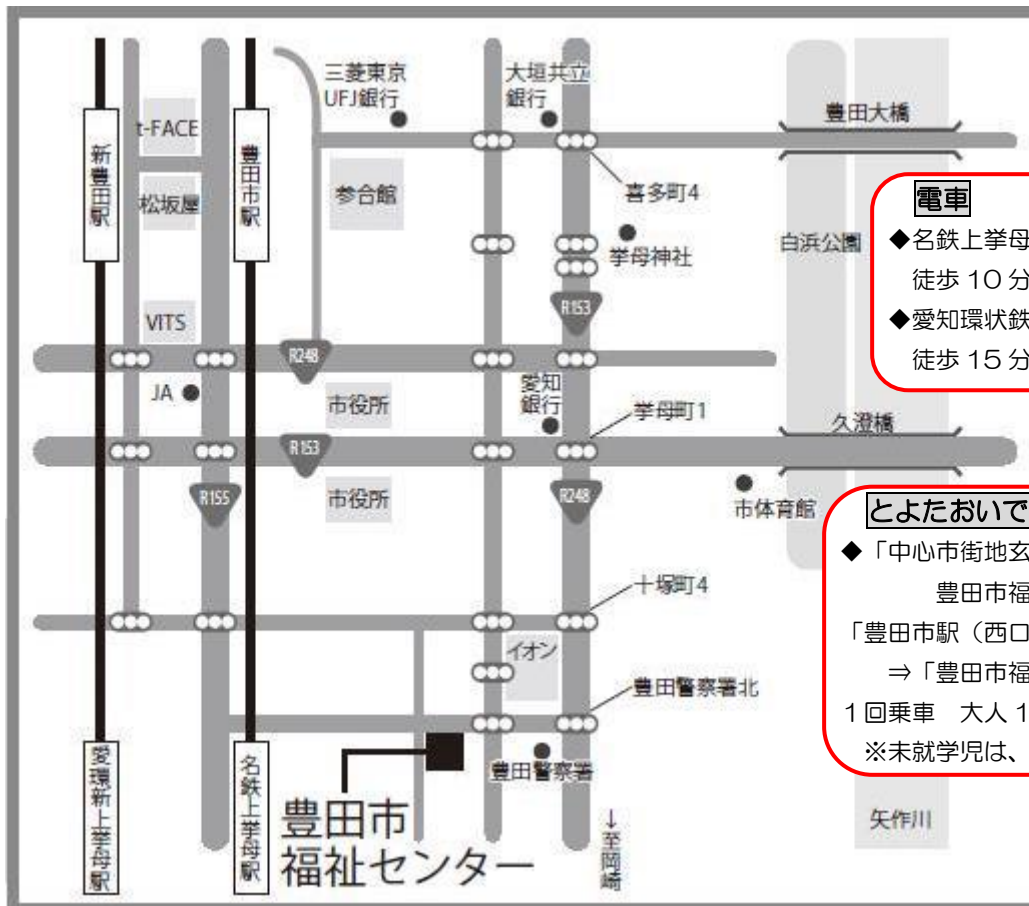 三菱東京
UFJ銀行
大垣共立
銀行
豊田大橋
t-FACE
新豊田駅
豊田市駅
松坂屋
参合館
喜多町4
挙母神社
白浜公園
電車
◆名鉄上挙母
徒歩10分
◆愛知環状鉄
徒歩15分
R153
VITS
R248
JA
市役所
愛知
銀行
挙母町1
久澄橋
R153
R155
市役所
R248
市体育館
とよたおいで
◆「中心市街地玄
豊田市福
「豊田市駅（西口
⇒「豊田市福
1回乗車 大人1
※未就学児は、
十塚町4
イオン
豊田警察署北
愛環新上挙母駅
名鉄上挙母駅
豊田警察署
豊田市
福祉センター
↓至岡崎
矢作川